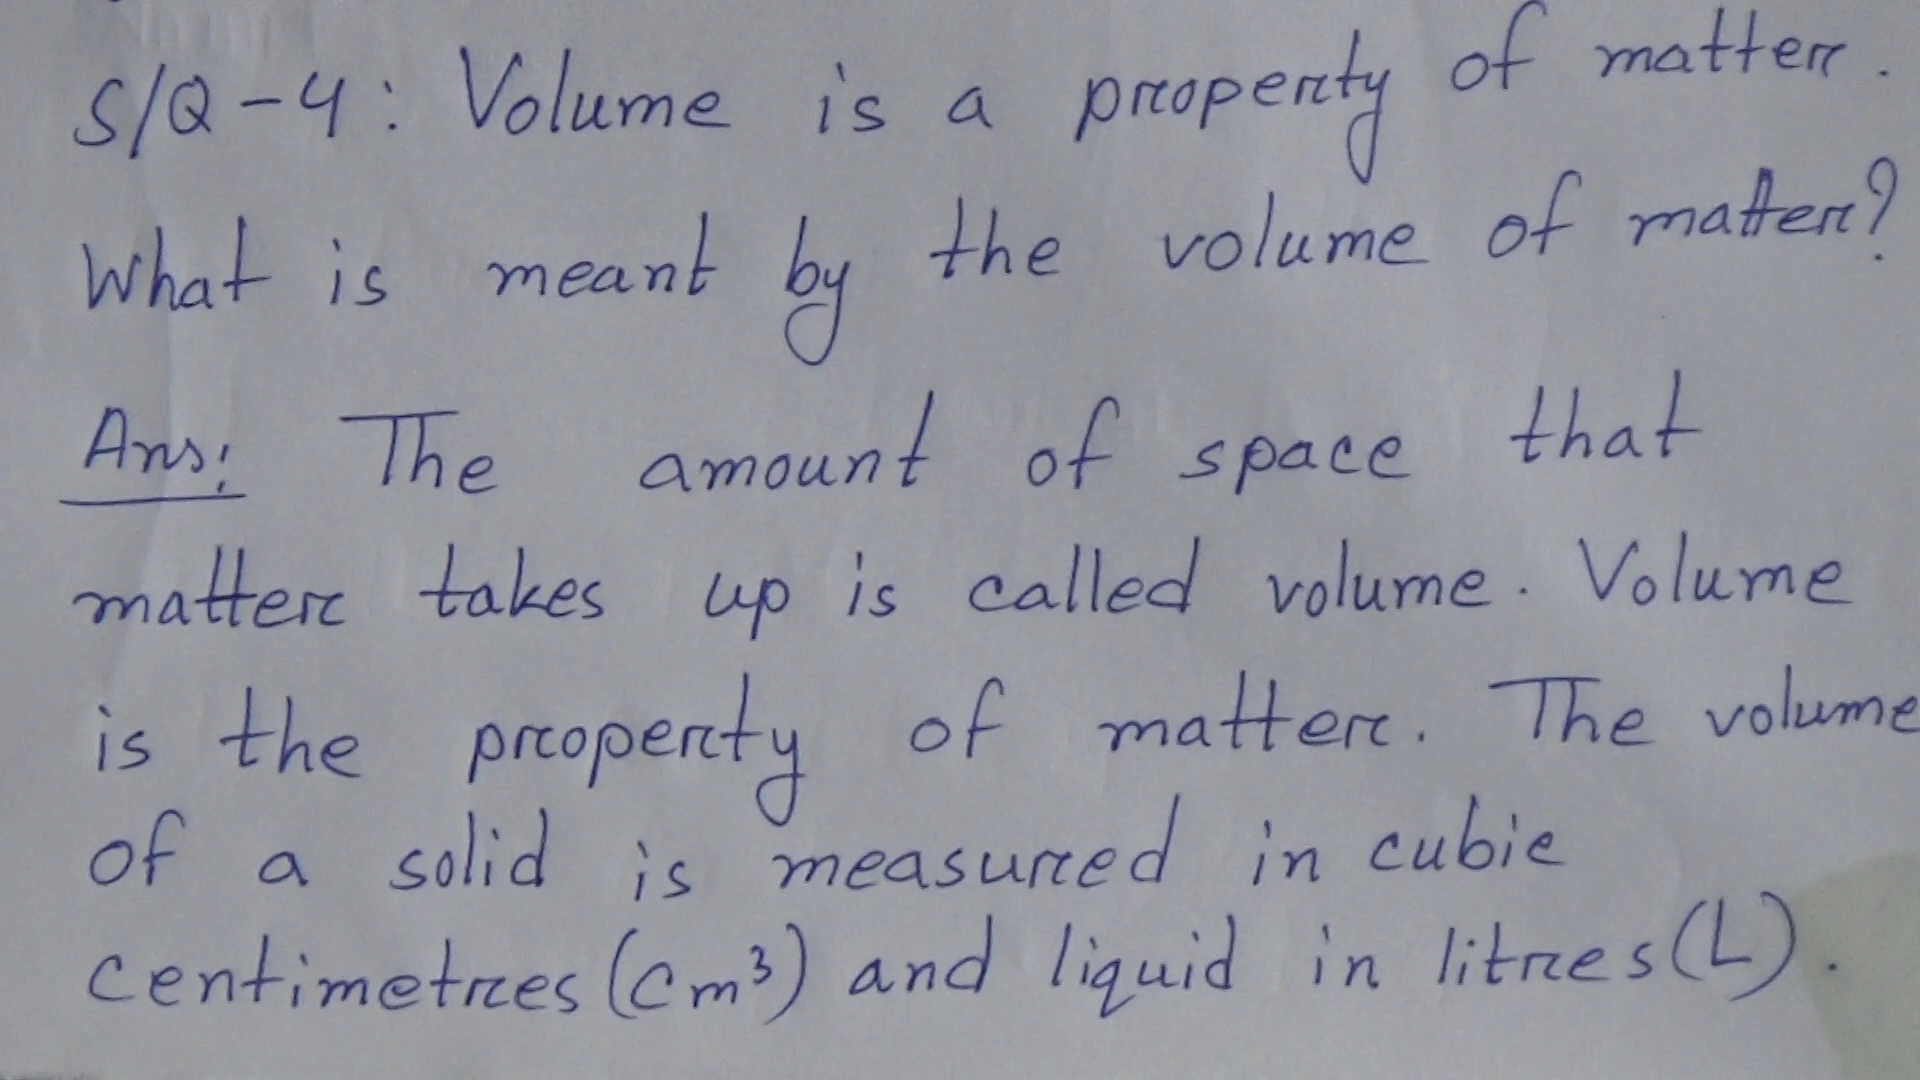 S/Q-4: Volume is a property of matter.
What is meant by the volume of matter?
Ans: The amount of space that
matter takes up is called volume. Volume
is the property of matter. The volume
of a solid is measured in cubic
centimetres (cm³) and liquid in litres (L).